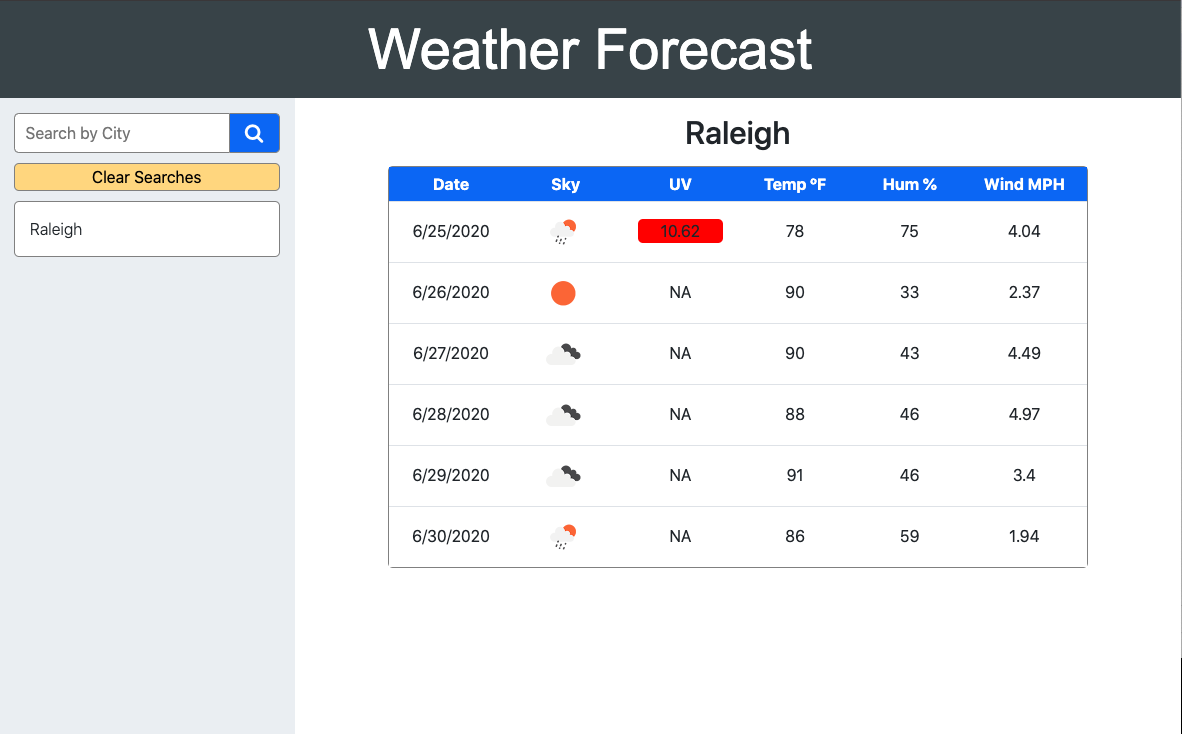 Weather Forecast
Search by City
Clear Searches
Raleigh
Raleigh
Date Sky UV Temp ºF Hum % Wind MPH
6/25/2020 10.62 78 75 4.04
6/26/2020 NA 90 33 2.37
6/27/2020 NA 90 43 4.49
6/28/2020 NA 88 46 4.97
6/29/2020 NA 91 46 3.4
6/30/2020 NA 86 59 1.94